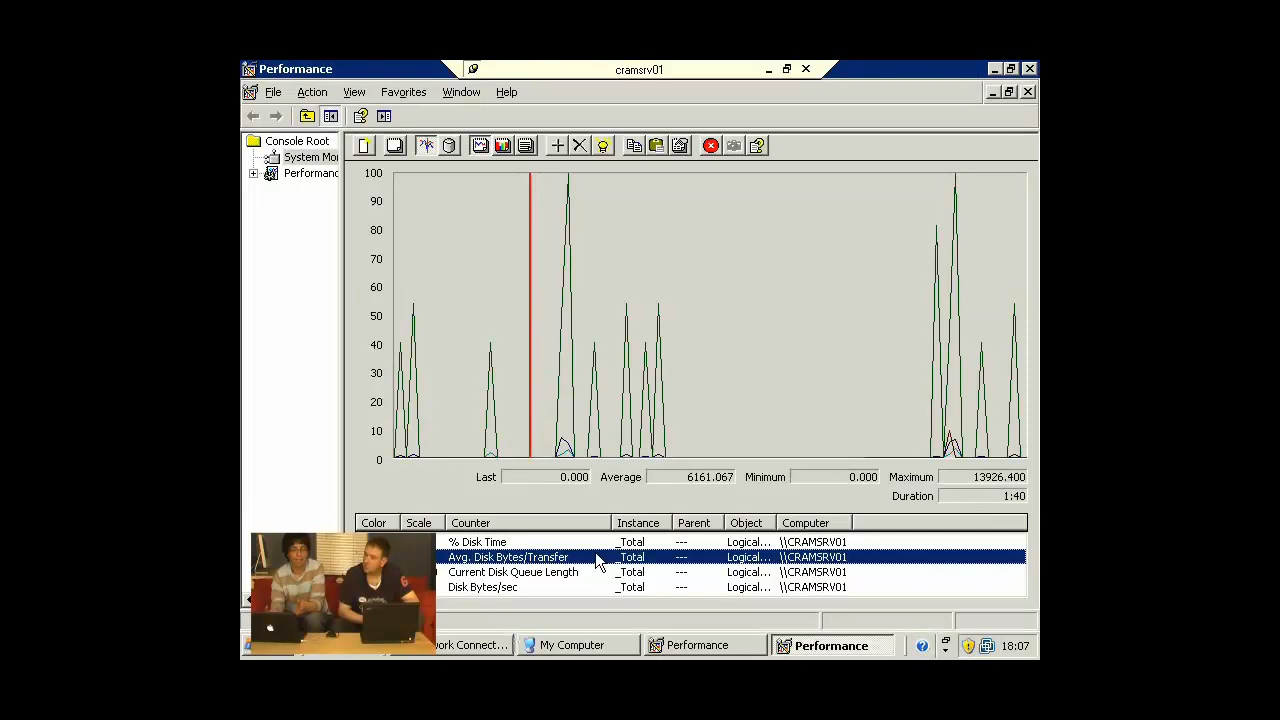 Performance
cramsrv01
File Action View Favorites Window Help
Console Root
System Mo
Performanc
100
90
80
70
60
50
40
30
20
10
0
Last 0.000 Average 6161.067 Minimum 0.000 Maximum 13926.400
Duration 1:40
Color Scale Counter Instance Parent Object Computer
% Disk Time _Total --- Logical... \\CRAMSRV01
Avg. Disk Bytes/Transfer _Total --- Logical... \\CRAMSRV01
Current Disk Queue Length _Total --- Logical... \\CRAMSRV01
Disk Bytes/sec _Total --- Logical... \\CRAMSRV01
ork Connect... My Computer Performance Performance 18:07